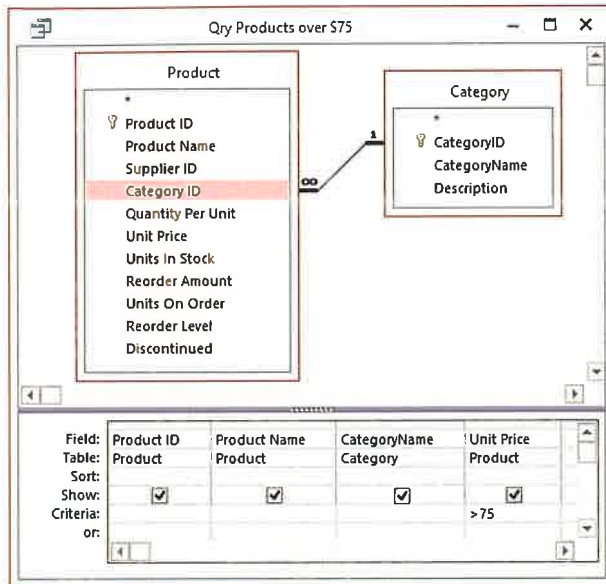 Qry Products over $75
Product
*
Product ID
Product Name
Supplier ID
Category ID
Quantity Per Unit
Unit Price
Units In Stock
Reorder Amount
Units On Order
Reorder Level
Discontinued
∞
1
Category
*
CategoryID
CategoryName
Description
Field: Product ID Product Name CategoryName Unit Price
Table: Product Product Category Product
Sort:
Show:
Criteria: >75
or: